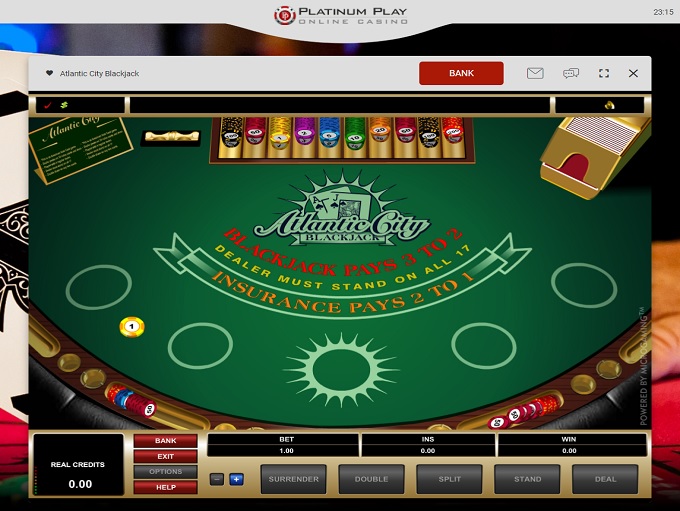 PLATINUM PLAY
ONLINE CASINO
23:15
Atlantic City Blackjack
BANK
Atlantic City
Atlantic City
BLACKJACK
BLACKJACK PAYS 3 TO 2
DEALER MUST STAND ON ALL 17
INSURANCE PAYS 2 TO 1
1
POWERED BY MICROGAMING™
REAL CREDITS
0.00
BANK
EXIT
OPTIONS
HELP
BET
1.00
INS
0.00
WIN
0.00
SURRENDER
DOUBLE
SPLIT
STAND
DEAL